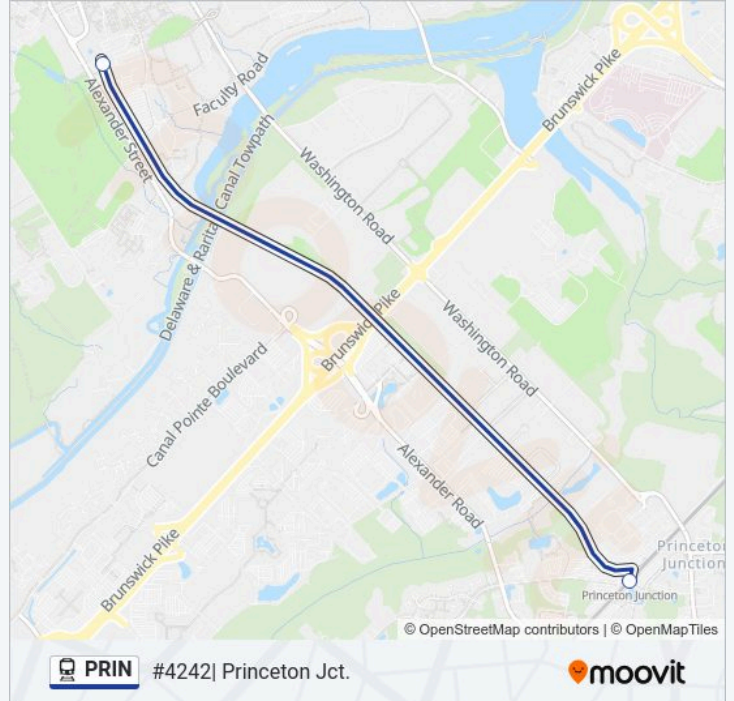 Faculty Road
Brunswick Pike
Alexander Street
Washington Road
Delaware & Raritan Canal Towpath
Brunswick Pike
Washington Road
Canal Pointe Boulevard
Alexander Road
Brunswick Pike
Princeton
Junction
Princeton Junction
© OpenStreetMap contributors | © OpenMapTiles
PRIN #4242| Princeton Jct.
moovit